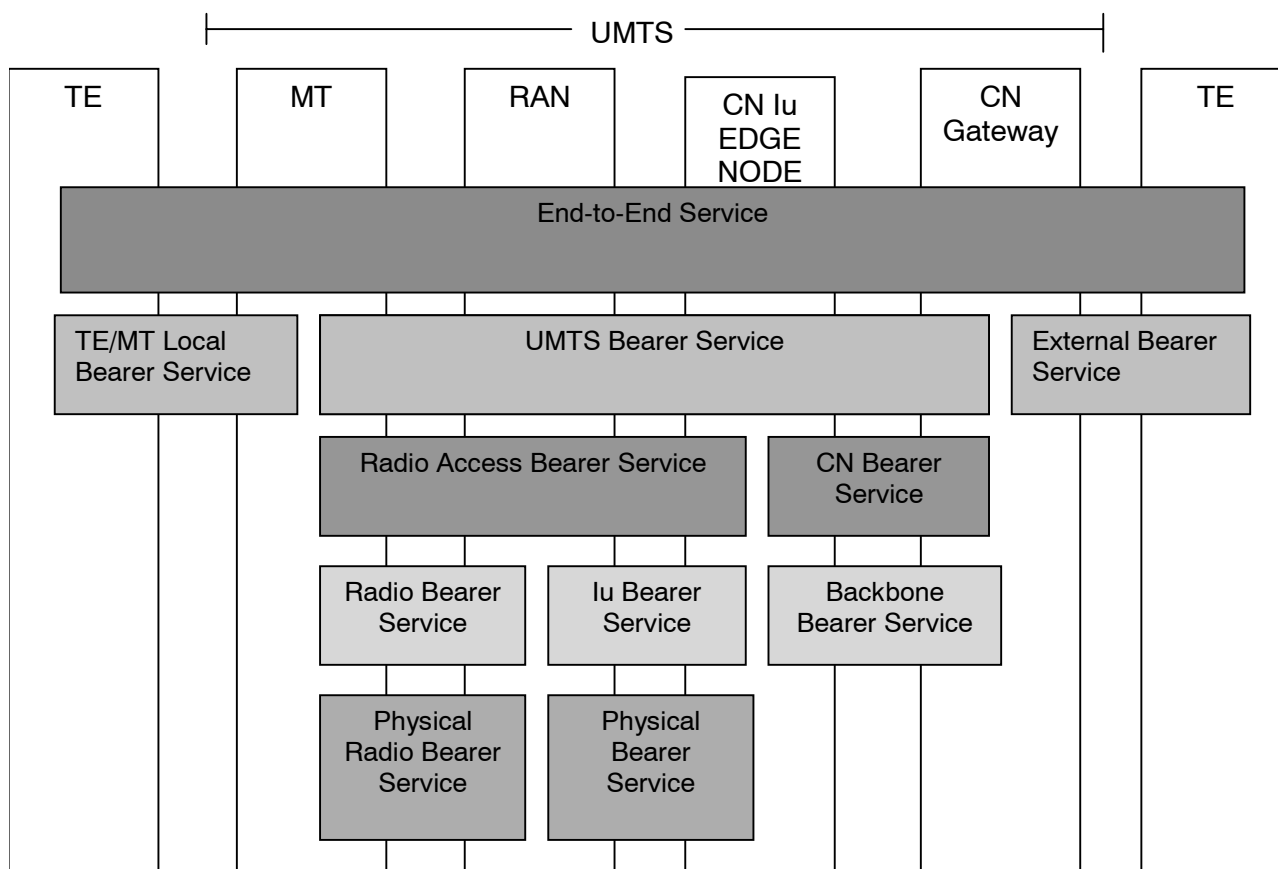 UMTS
TE
MT
RAN
CN Iu
EDGE
NODE
CN
Gateway
TE
End-to-End Service
TE/MT Local
Bearer Service
UMTS Bearer Service
External Bearer
Service
Radio Access Bearer Service
CN Bearer
Service
Radio Bearer
Service
Iu Bearer
Service
Backbone
Bearer Service
Physical
Radio Bearer
Service
Physical
Bearer
Service